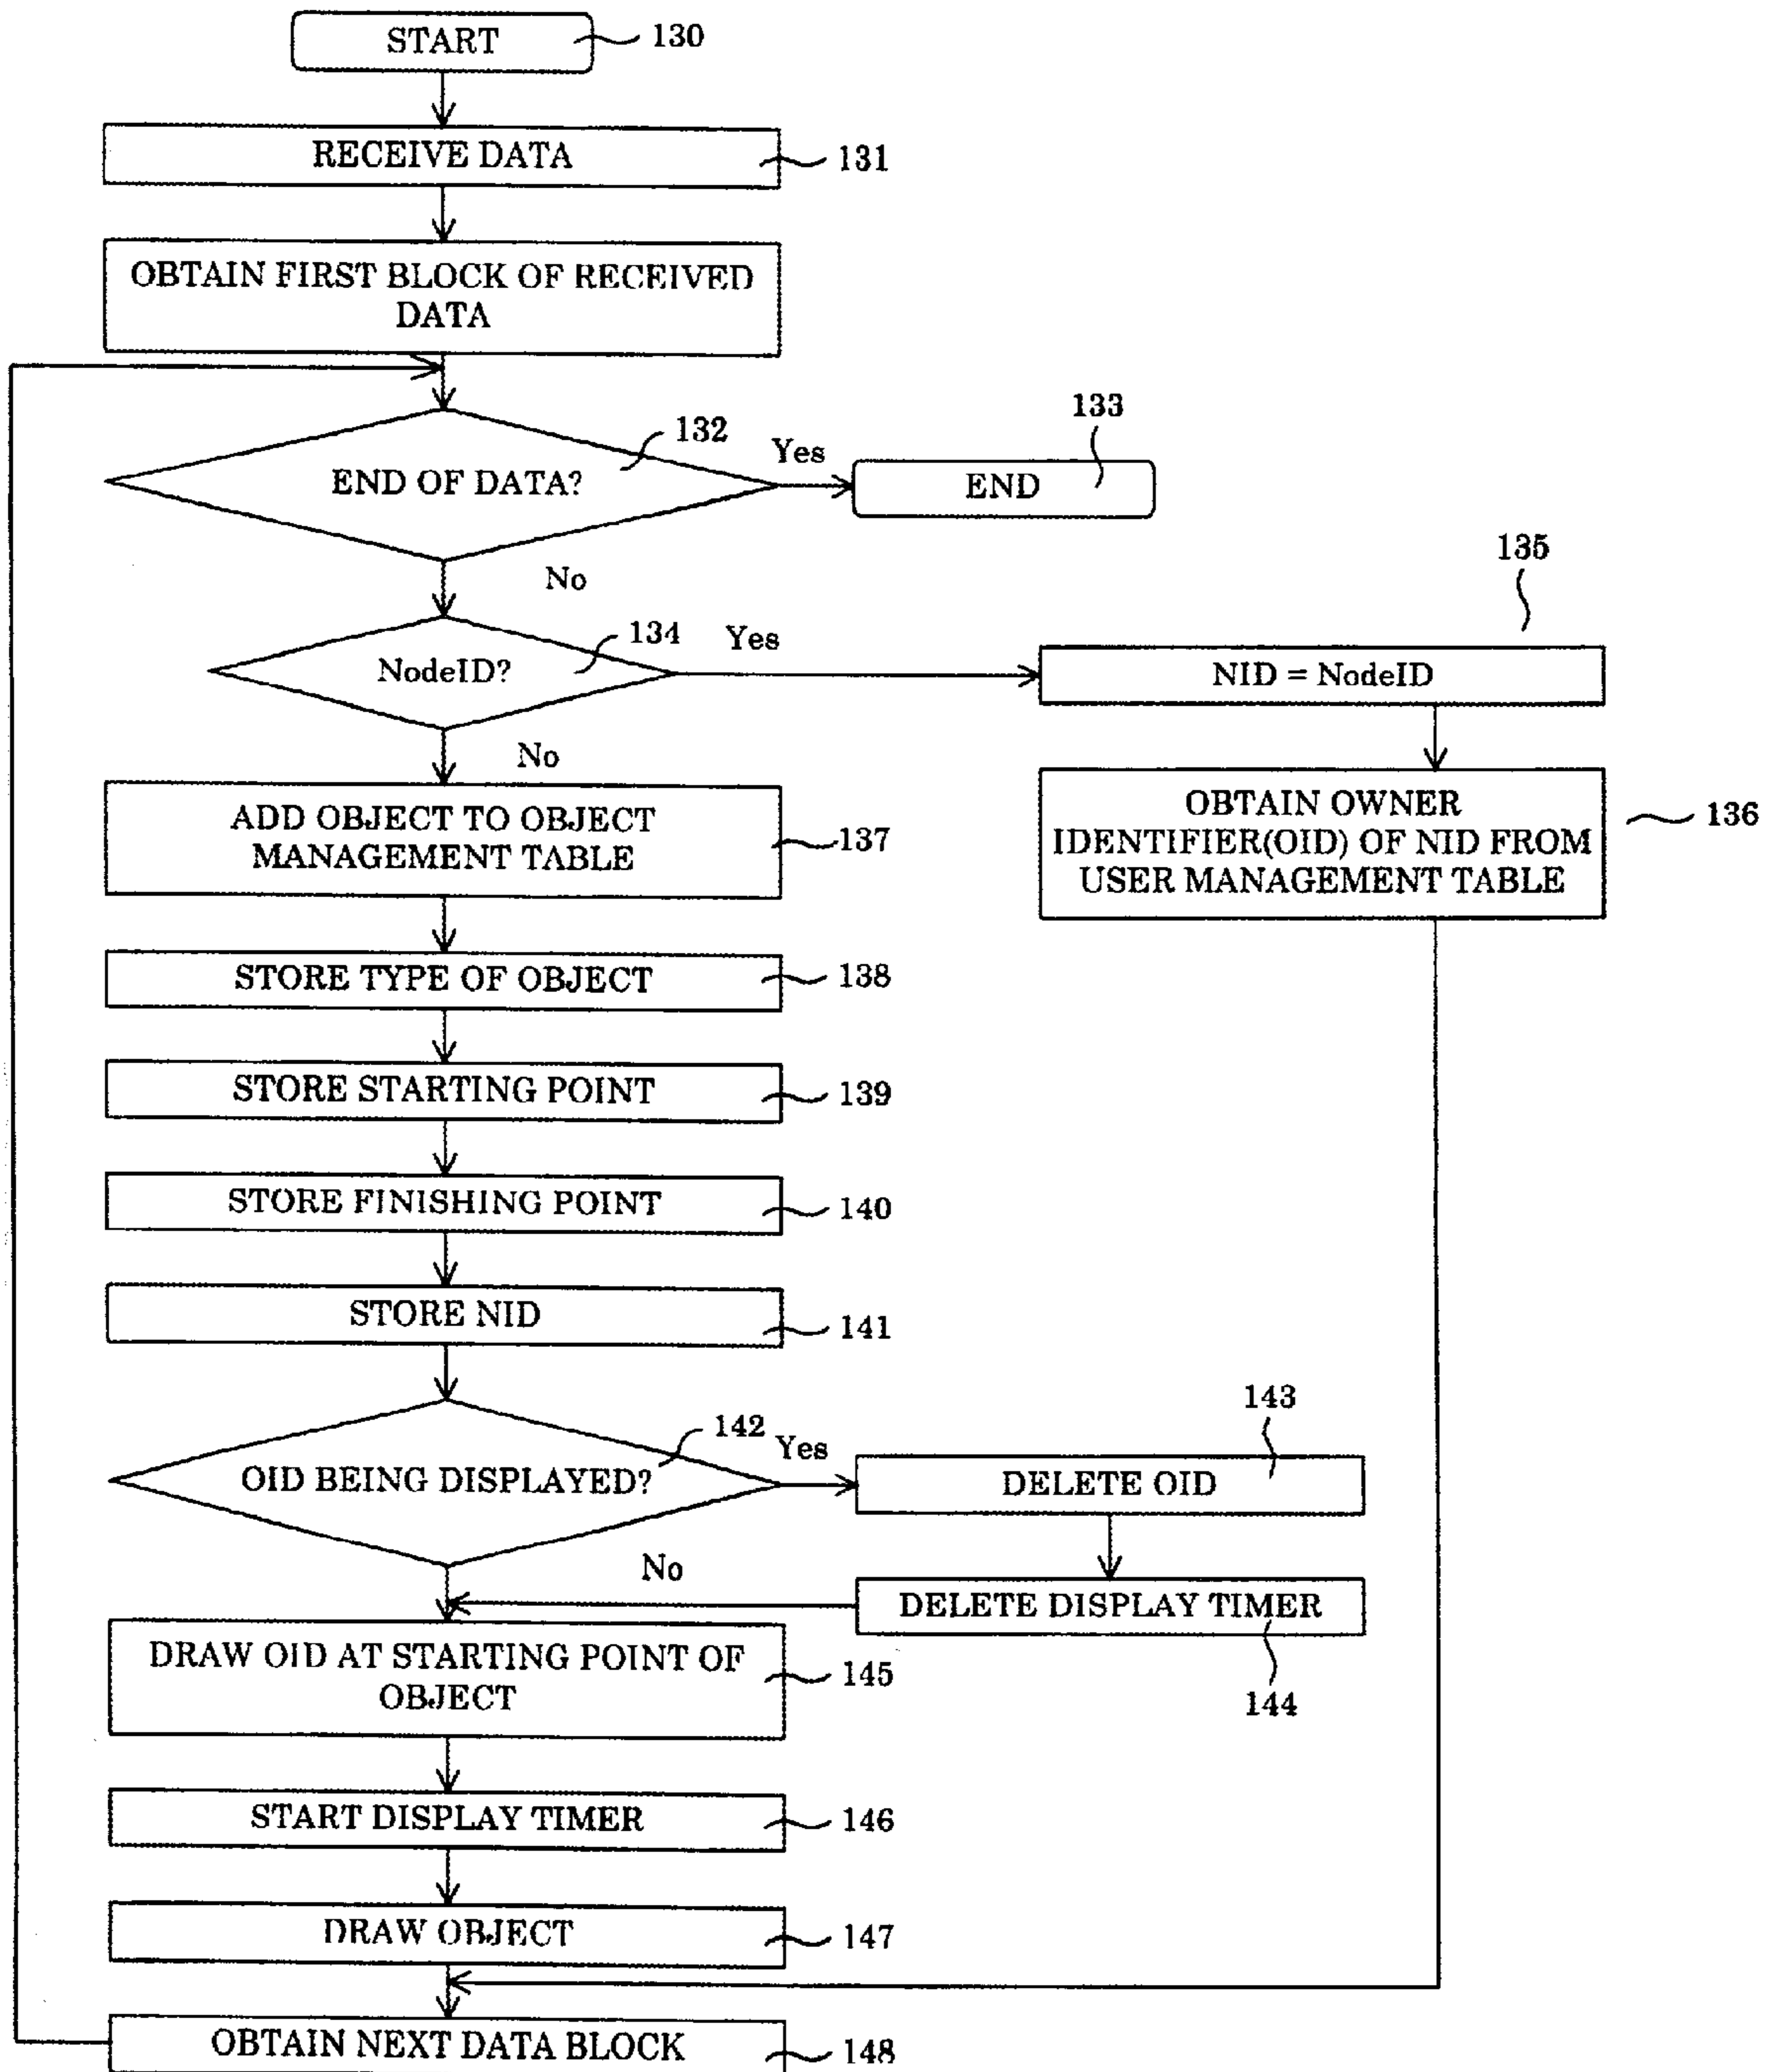 START
130
RECEIVE DATA
131
OBTAIN FIRST BLOCK OF RECEIVED
DATA
END OF DATA?
132
Yes
END
133
No
NodeID?
134
Yes
NID = NodeID
135
OBTAIN OWNER
IDENTIFIER(OID) OF NID FROM
USER MANAGEMENT TABLE
136
No
ADD OBJECT TO OBJECT
MANAGEMENT TABLE
137
STORE TYPE OF OBJECT
138
STORE STARTING POINT
139
STORE FINISHING POINT
140
STORE NID
141
OID BEING DISPLAYED?
142
Yes
DELETE OID
143
DELETE DISPLAY TIMER
144
No
DRAW OID AT STARTING POINT OF
OBJECT
145
START DISPLAY TIMER
146
DRAW OBJECT
147
OBTAIN NEXT DATA BLOCK
148